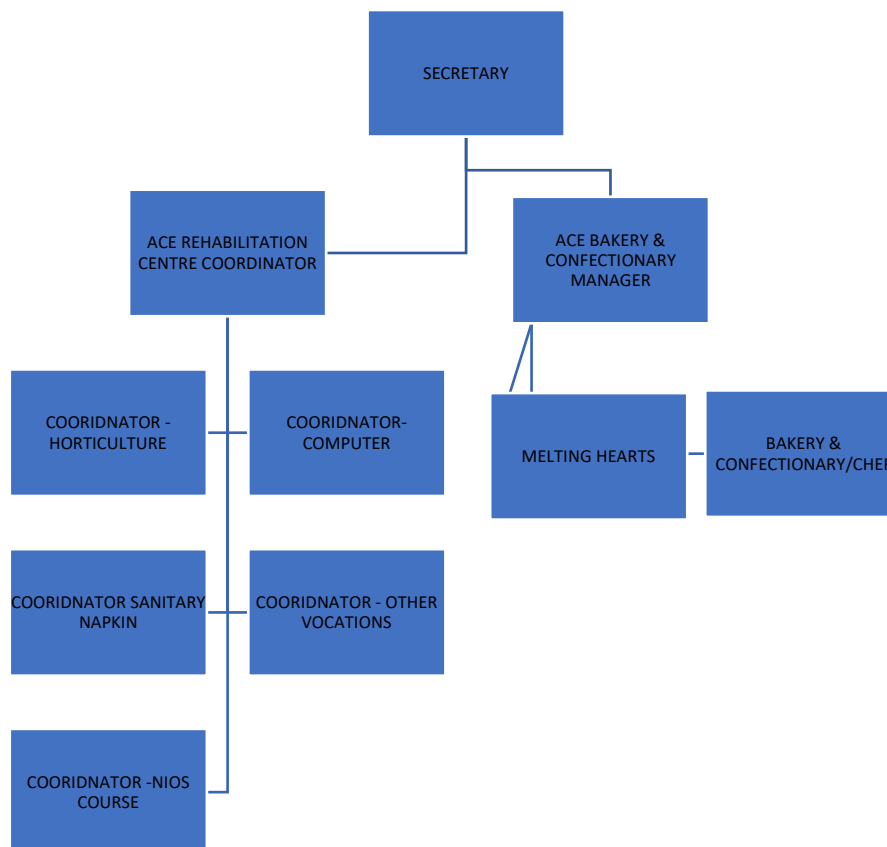 SECRETARY
ACE REHABILITATION
CENTRE COORDINATOR
ACE BAKERY &
CONFECTIONARY
MANAGER
COORIDNATOR -
HORTICULTURE
COORIDNATOR-
COMPUTER
MELTING HEARTS
BAKERY &
CONFECTIONARY/CHEF
COORIDNATOR SANITARY
NAPKIN
COORIDNATOR - OTHER
VOCATIONS
COORIDNATOR -NIOS
COURSE